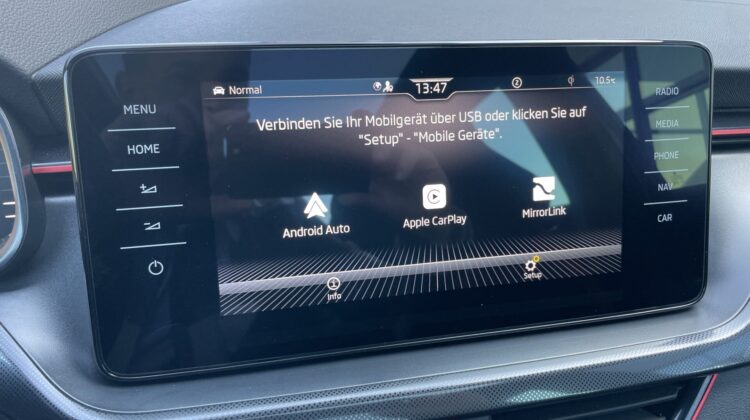 MENU
HOME
+
-
Normal
13:47
10.5°C
Verbinden Sie Ihr Mobilgerät über USB oder klicken Sie auf
"Setup" - "Mobile Geräte".
Android Auto
Apple CarPlay
MirrorLink
Info
Setup
RADIO
MEDIA
PHONE
NAV
CAR